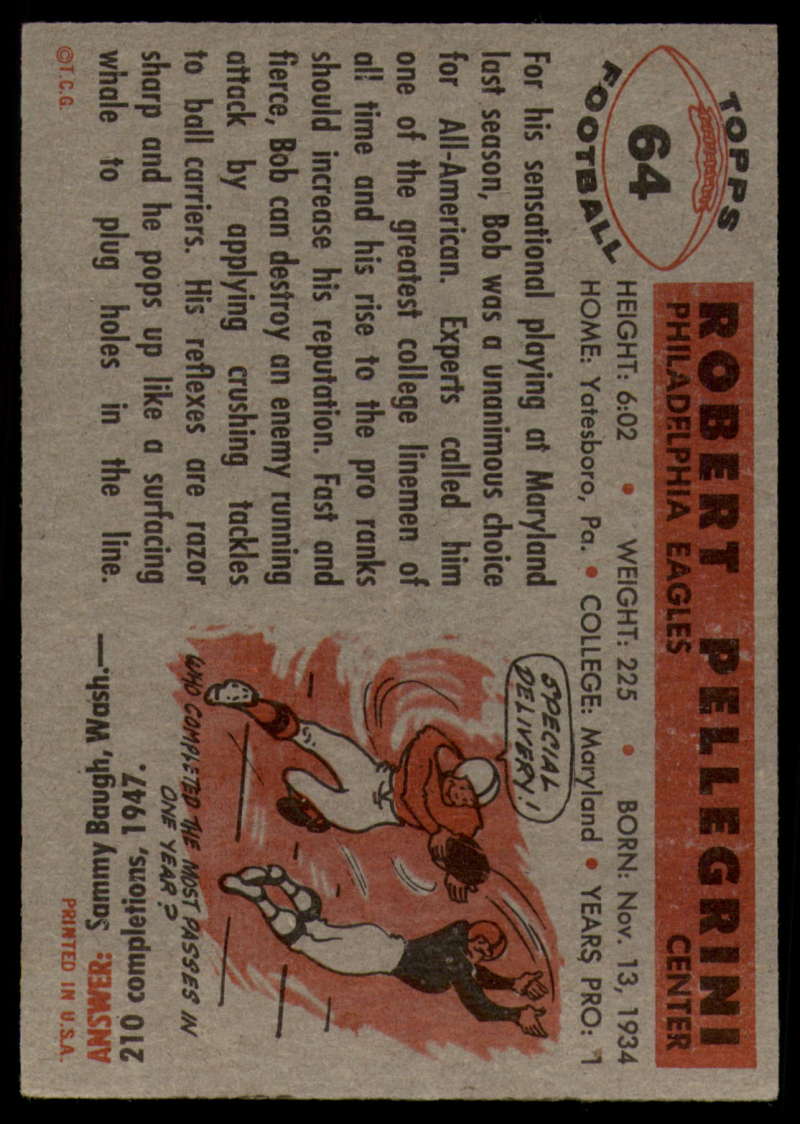 TOPPS
64
FOOTBALL
ROBERT PELLEGRINI
PHILADELPHIA EAGLES CENTER
HEIGHT: 6:02 • WEIGHT: 225 • BORN: Nov. 13, 1934
HOME: Yatesboro, Pa. • COLLEGE: Maryland • YEARS PRO: 1
For his sensational playing at Maryland
last season, Bob was a unanimous choice
for All-American. Experts called him
one of the greatest college linemen of
all time and his rise to the pro ranks
should increase his reputation. Fast and
fierce, Bob can destroy an enemy running
attack by applying crushing tackles
to ball carriers. His reflexes are razor
sharp and he pops up like a surfacing
whale to plug holes in the line.
©T.C.G.
SPECIAL
DELIVERY!
WHO COMPLETED THE MOST PASSES IN
ONE YEAR?
ANSWER: Sammy Baugh, Wash.—
210 completions, 1947.
PRINTED IN U.S.A.